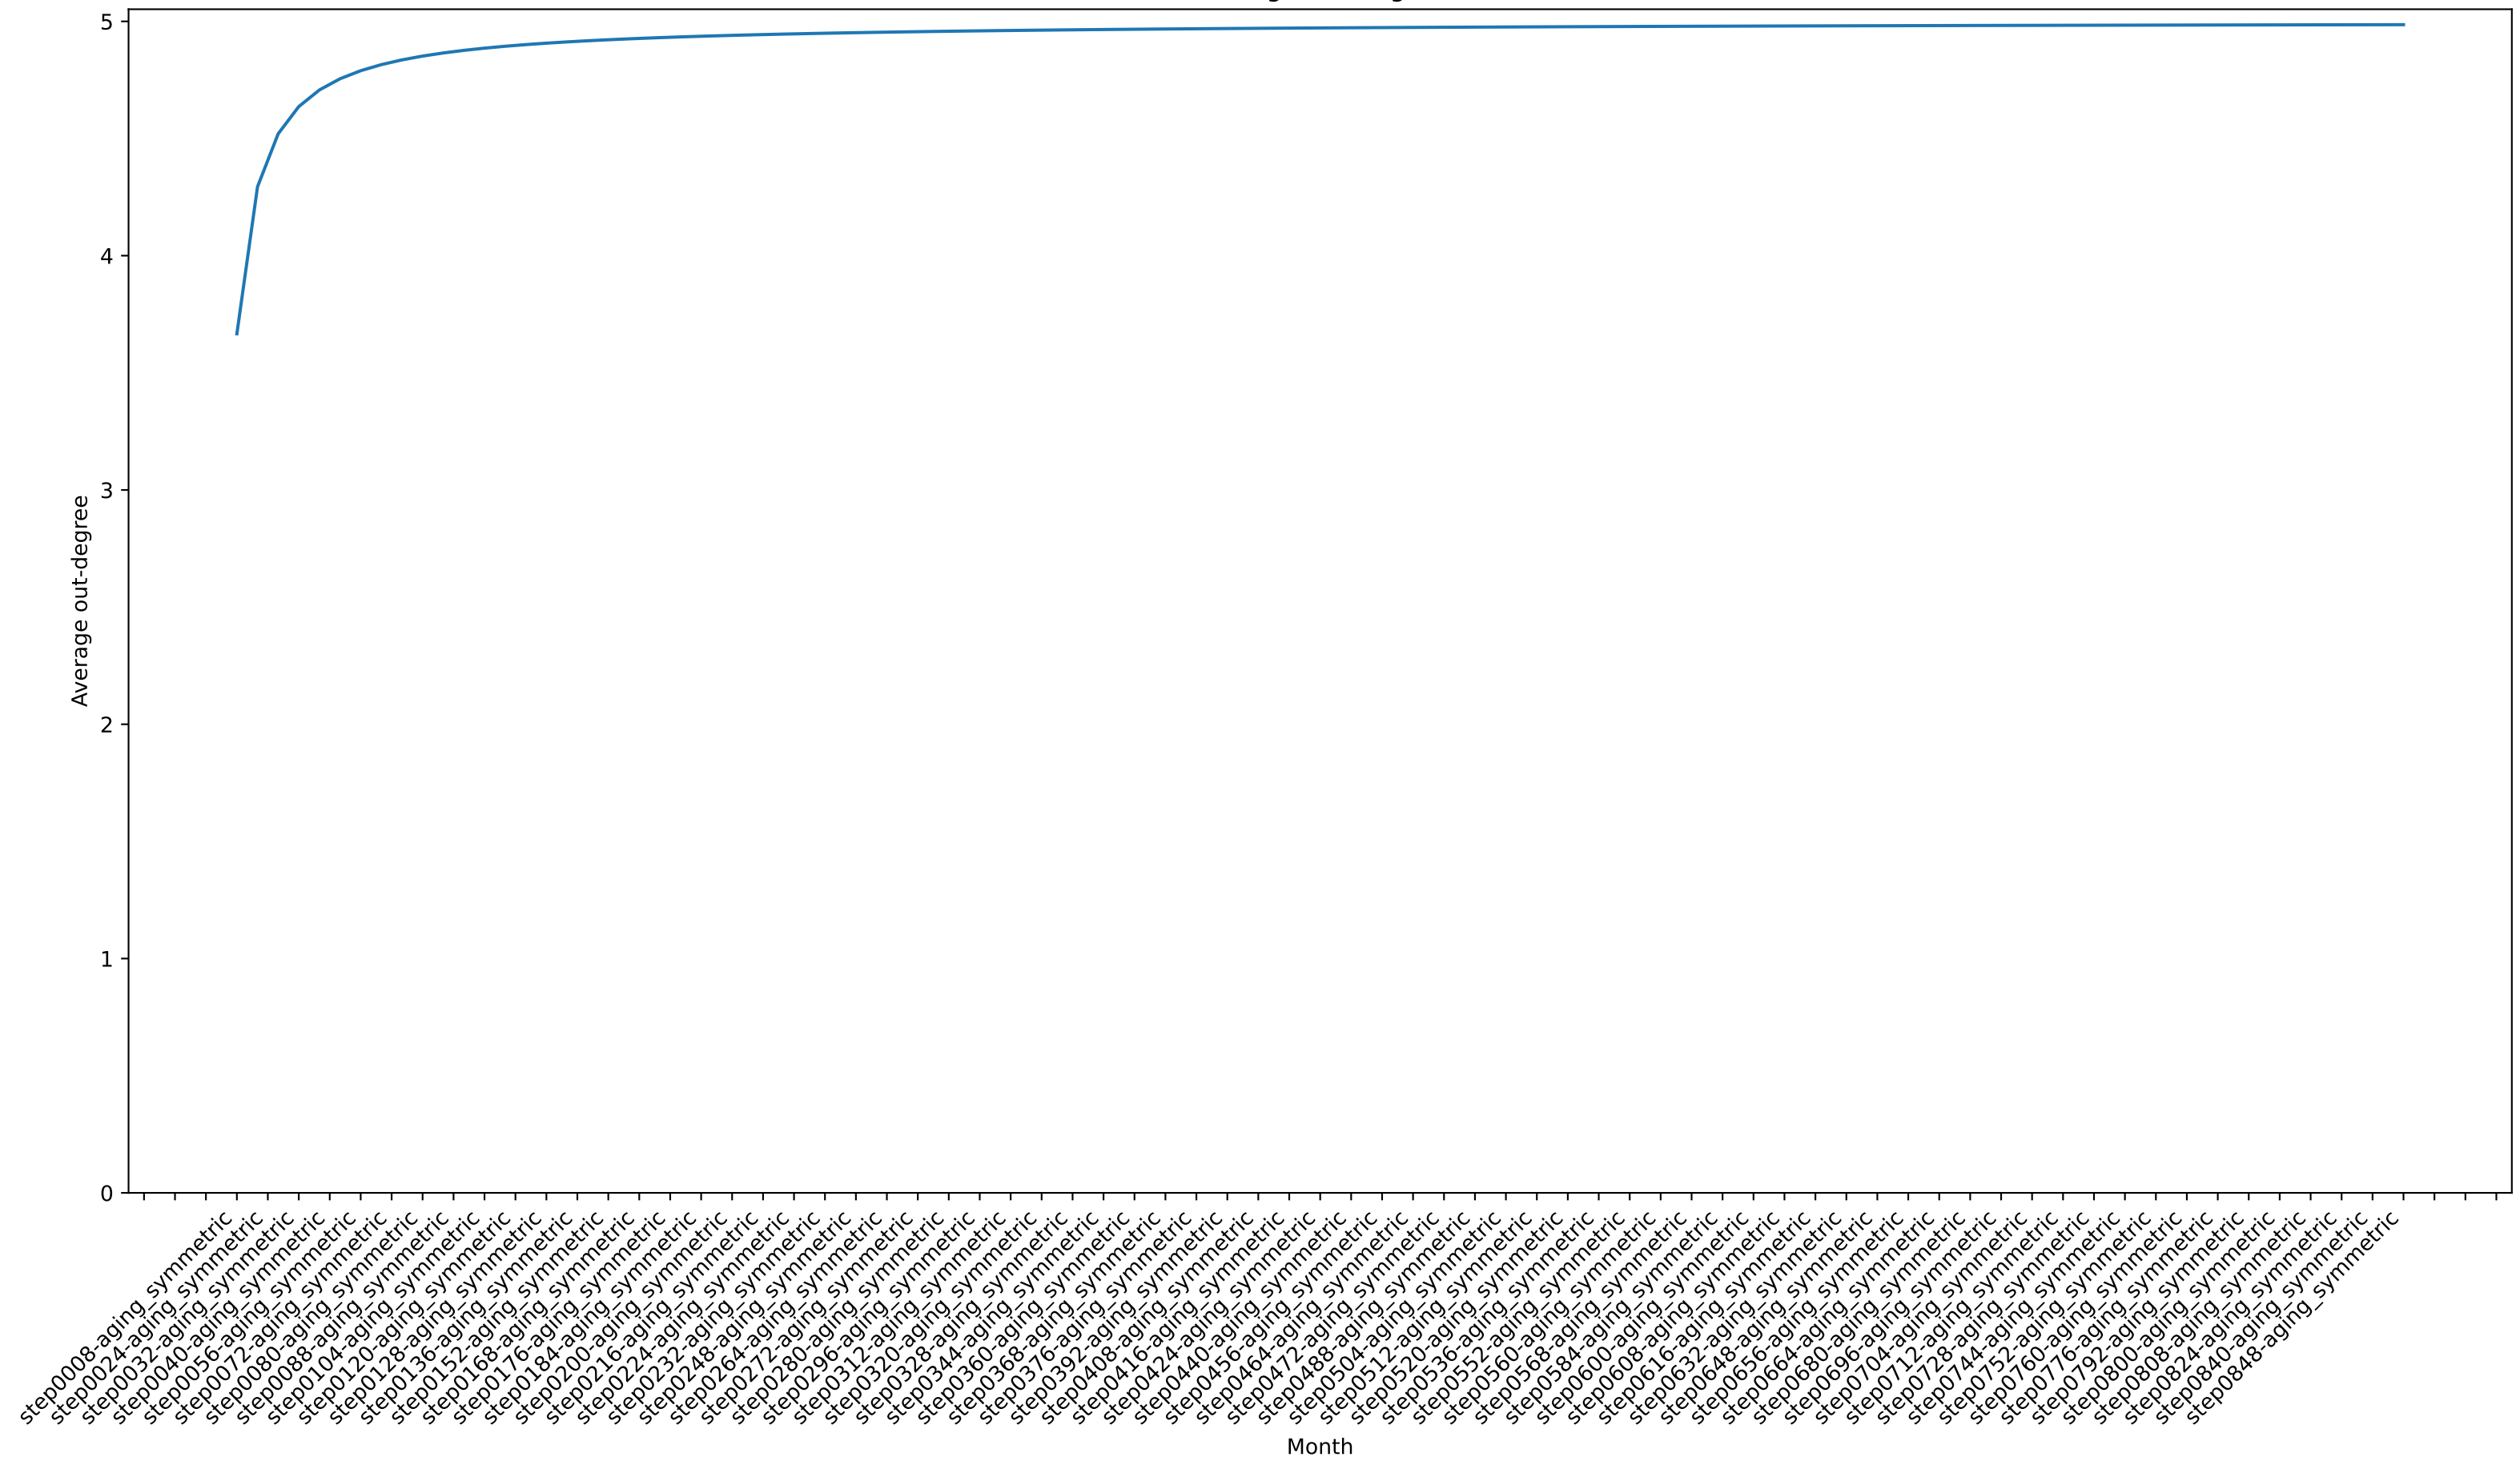 5
4
3
2
1
0
Average out-degree
step0008-aging_symmetric
step0024-aging_symmetric
step0032-aging_symmetric
step0040-aging_symmetric
step0056-aging_symmetric
step0072-aging_symmetric
step0080-aging_symmetric
step0088-aging_symmetric
step0104-aging_symmetric
step0120-aging_symmetric
step0128-aging_symmetric
step0136-aging_symmetric
step0152-aging_symmetric
step0168-aging_symmetric
step0176-aging_symmetric
step0184-aging_symmetric
step0200-aging_symmetric
step0216-aging_symmetric
step0224-aging_symmetric
step0232-aging_symmetric
step0248-aging_symmetric
step0264-aging_symmetric
step0272-aging_symmetric
step0280-aging_symmetric
step0296-aging_symmetric
step0312-aging_symmetric
step0320-aging_symmetric
step0328-aging_symmetric
step0344-aging_symmetric
step0360-aging_symmetric
step0368-aging_symmetric
step0376-aging_symmetric
step0392-aging_symmetric
step0408-aging_symmetric
step0416-aging_symmetric
step0424-aging_symmetric
step0440-aging_symmetric
step0456-aging_symmetric
step0464-aging_symmetric
step0472-aging_symmetric
step0488-aging_symmetric
step0504-aging_symmetric
step0512-aging_symmetric
step0520-aging_symmetric
step0536-aging_symmetric
step0552-aging_symmetric
step0560-aging_symmetric
step0568-aging_symmetric
step0584-aging_symmetric
step0600-aging_symmetric
step0608-aging_symmetric
step0616-aging_symmetric
step0632-aging_symmetric
step0648-aging_symmetric
step0656-aging_symmetric
step0664-aging_symmetric
step0680-aging_symmetric
step0696-aging_symmetric
step0704-aging_symmetric
step0712-aging_symmetric
step0728-aging_symmetric
step0744-aging_symmetric
step0752-aging_symmetric
step0760-aging_symmetric
step0776-aging_symmetric
step0792-aging_symmetric
step0800-aging_symmetric
step0808-aging_symmetric
step0824-aging_symmetric
step0840-aging_symmetric
step0848-aging_symmetric
Month